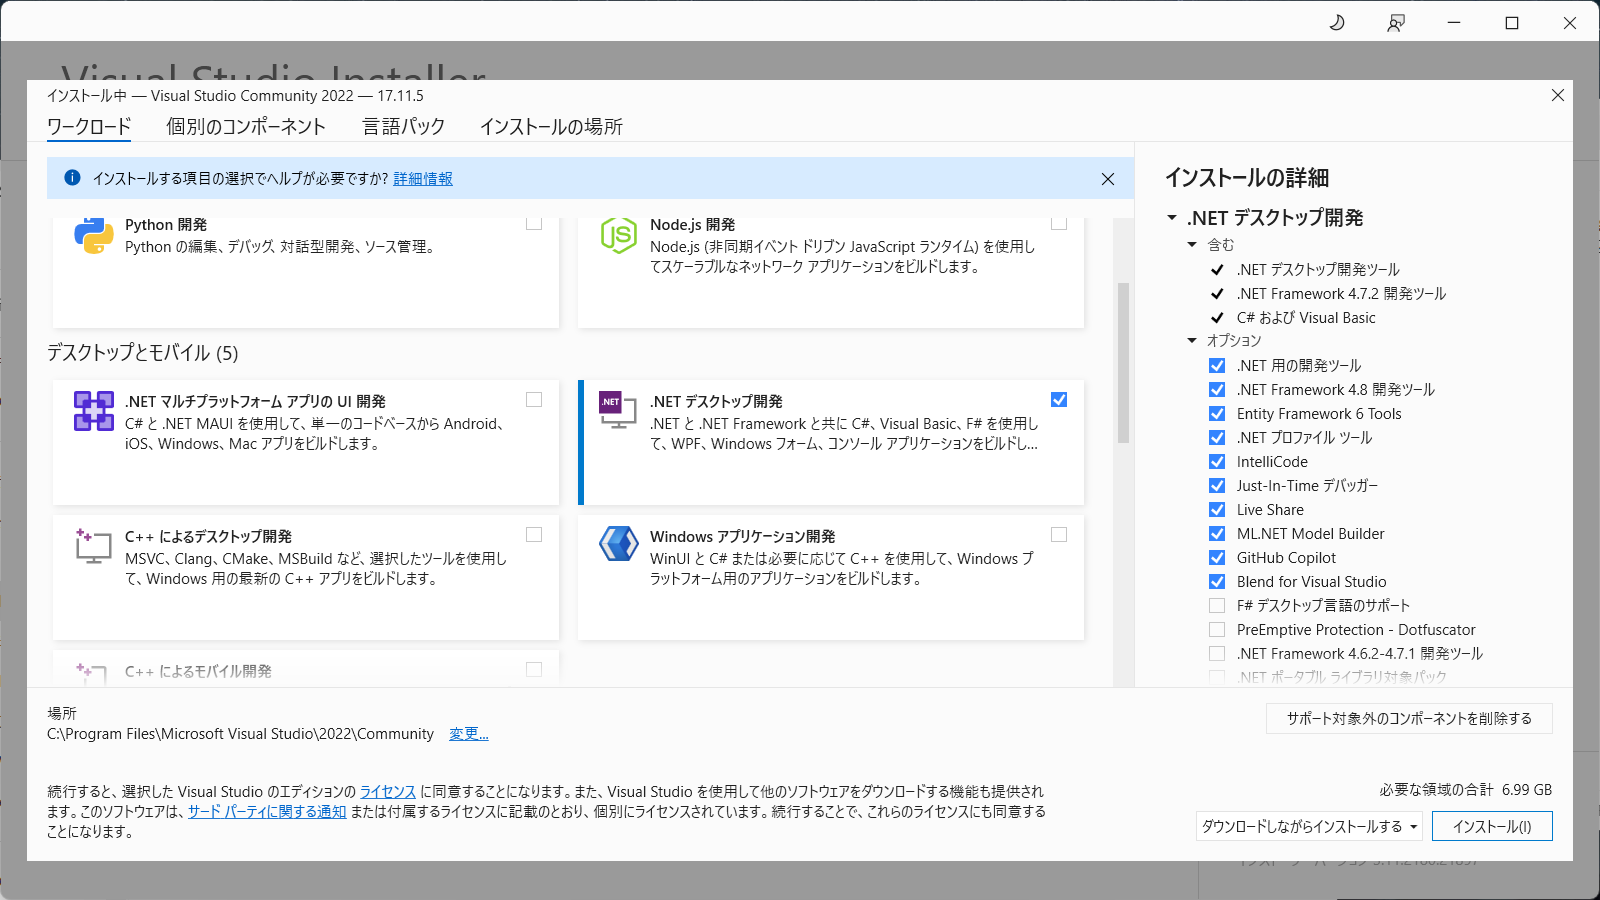 Visual Studio Installer
インストール中 — Visual Studio Community 2022 — 17.11.5
ワークロード
個別のコンポーネント
言語パック
インストールの場所
インストールする項目の選択でヘルプが必要ですか? 詳細情報
Python 開発
Python の編集、デバッグ、対話型開発、ソース管理。
Node.js 開発
Node.js (非同期イベント ドリブン JavaScript ランタイム) を使用し
てスケーラブルなネットワーク アプリケーションをビルドします。
デスクトップとモバイル (5)
.NET マルチプラットフォーム アプリの UI 開発
C# と .NET MAUI を使用して、単一のコードベースから Android、
iOS、Windows、Mac アプリをビルドします。
.NET
.NET デスクトップ開発
.NET と .NET Framework と共に C#、Visual Basic、F# を使用し
て、WPF、Windows フォーム、コンソール アプリケーションをビルドし...
C++ によるデスクトップ開発
MSVC、Clang、CMake、MSBuild など、選択したツールを使用し
て、Windows 用の最新の C++ アプリをビルドします。
Windows アプリケーション開発
WinUI と C# または必要に応じて C++ を使用して、Windows プ
ラットフォーム用のアプリケーションをビルドします。
C++ によるモバイル開発
インストールの詳細
.NET デスクトップ開発
含む
.NET デスクトップ開発ツール
.NET Framework 4.7.2 開発ツール
C# および Visual Basic
オプション
.NET 用の開発ツール
.NET Framework 4.8 開発ツール
Entity Framework 6 Tools
.NET プロファイル ツール
IntelliCode
Just-In-Time デバッガー
Live Share
ML.NET Model Builder
GitHub Copilot
Blend for Visual Studio
F# デスクトップ言語のサポート
PreEmptive Protection - Dotfuscator
.NET Framework 4.6.2-4.7.1 開発ツール
.NET ポータブル ライブラリ対象パック
場所
C:\Program Files\Microsoft Visual Studio\2022\Community 変更...
サポート対象外のコンポーネントを削除する
続行すると、選択した Visual Studio のエディションの ライセンス に同意することになります。また、Visual Studio を使用して他のソフトウェアをダウンロードする機能も提供され
ます。このソフトウェアは、サード パーティに関する通知 または付属するライセンスに記載のとおり、個別にライセンスされています。続行することで、これらのライセンスにも同意する
ことになります。
必要な領域の合計 6.99 GB
ダウンロードしながらインストールする
インストール(I)